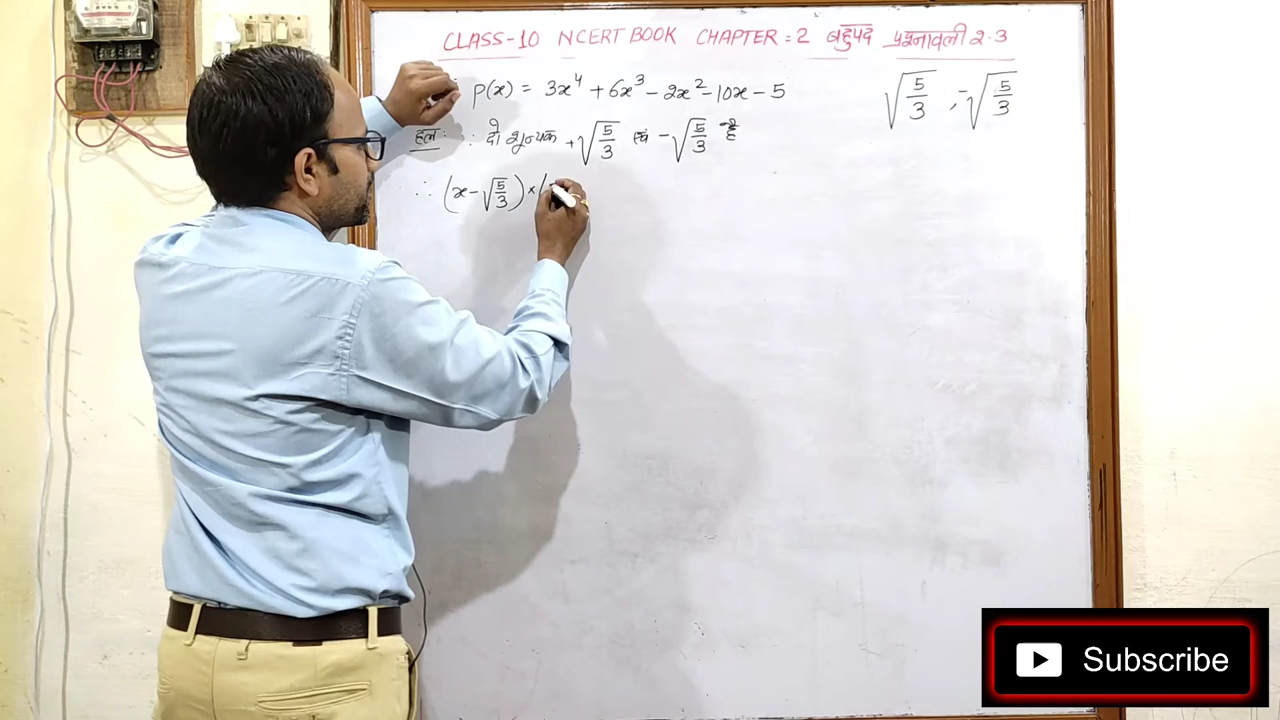 CLASS-10 NCERT BOOK CHAPTER=2 बहुपद प्रश्नावली 2.3
p(x) = 3x⁴ + 6x³ - 2x² - 10x - 5
√5/3 , -√5/3
हल: ∵ दो शून्यक +√5/3 एवं -√5/3 है
∴ (x-√5/3)×(
Subscribe